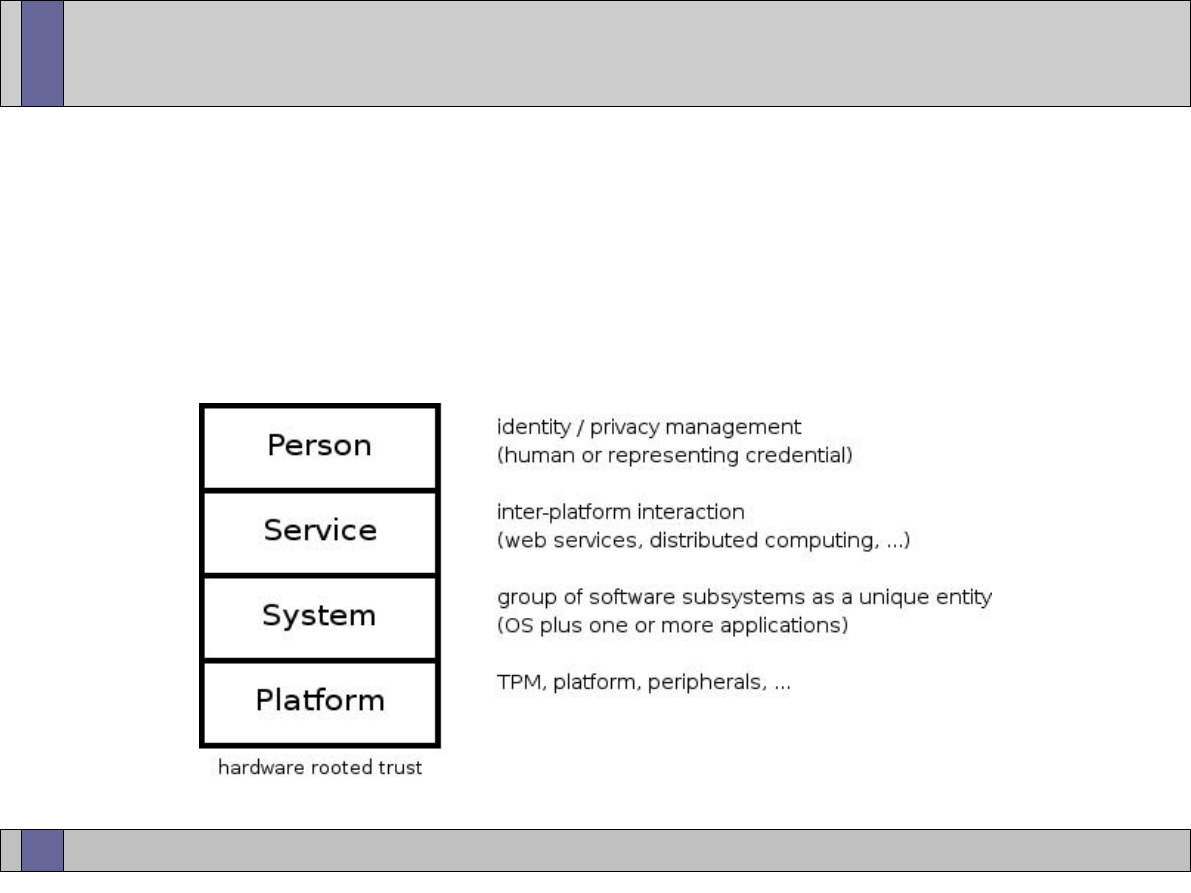 Person
identity / privacy management
(human or representing credential)
Service
inter-platform interaction
(web services, distributed computing, ...)
System
group of software subsystems as a unique entity
(OS plus one or more applications)
Platform
TPM, platform, peripherals, ...
hardware rooted trust